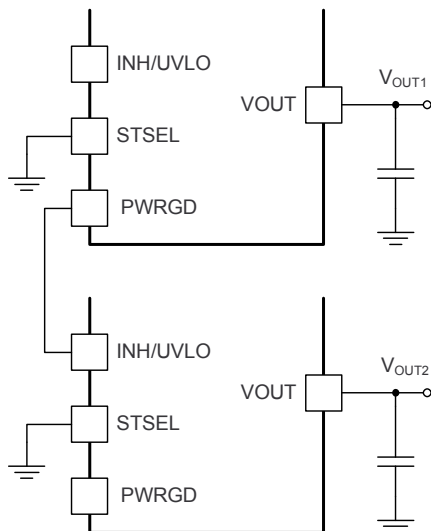 INH/UVLO
VOUT
VOUT1
STSEL
PWRGD
INH/UVLO
VOUT
VOUT2
STSEL
PWRGD